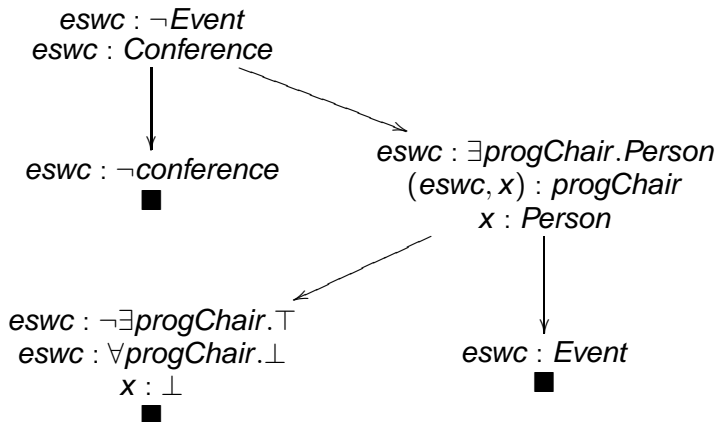 eswc : ¬Event
eswc : Conference
eswc : ¬conference
■
eswc : ∃progChair.Person
(eswc, x) : progChair
x : Person
eswc : ¬∃progChair.⊤
eswc : ∀progChair.⊥
x : ⊥
■
eswc : Event
■